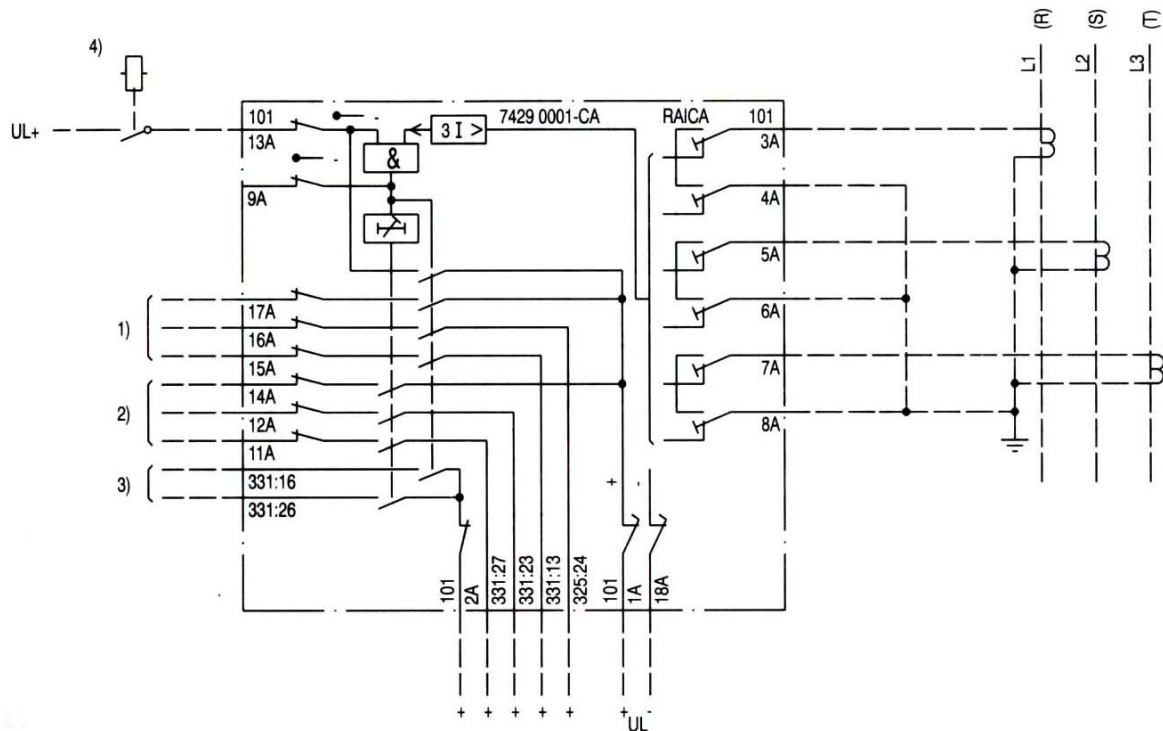 (R)
(S)
(T)
L1
L2
L3
4)
UL+
101
13A
3 I >
7429 0001-CA
RAICA
101
3A
&
9A
4A
5A
6A
17A
1)
16A
15A
7A
14A
2)
12A
8A
11A
3)
331:16
331:26
+ -
101
2A
331:27
331:23
331:13
325:24
101
1A
18A
+ + + + + + UL -